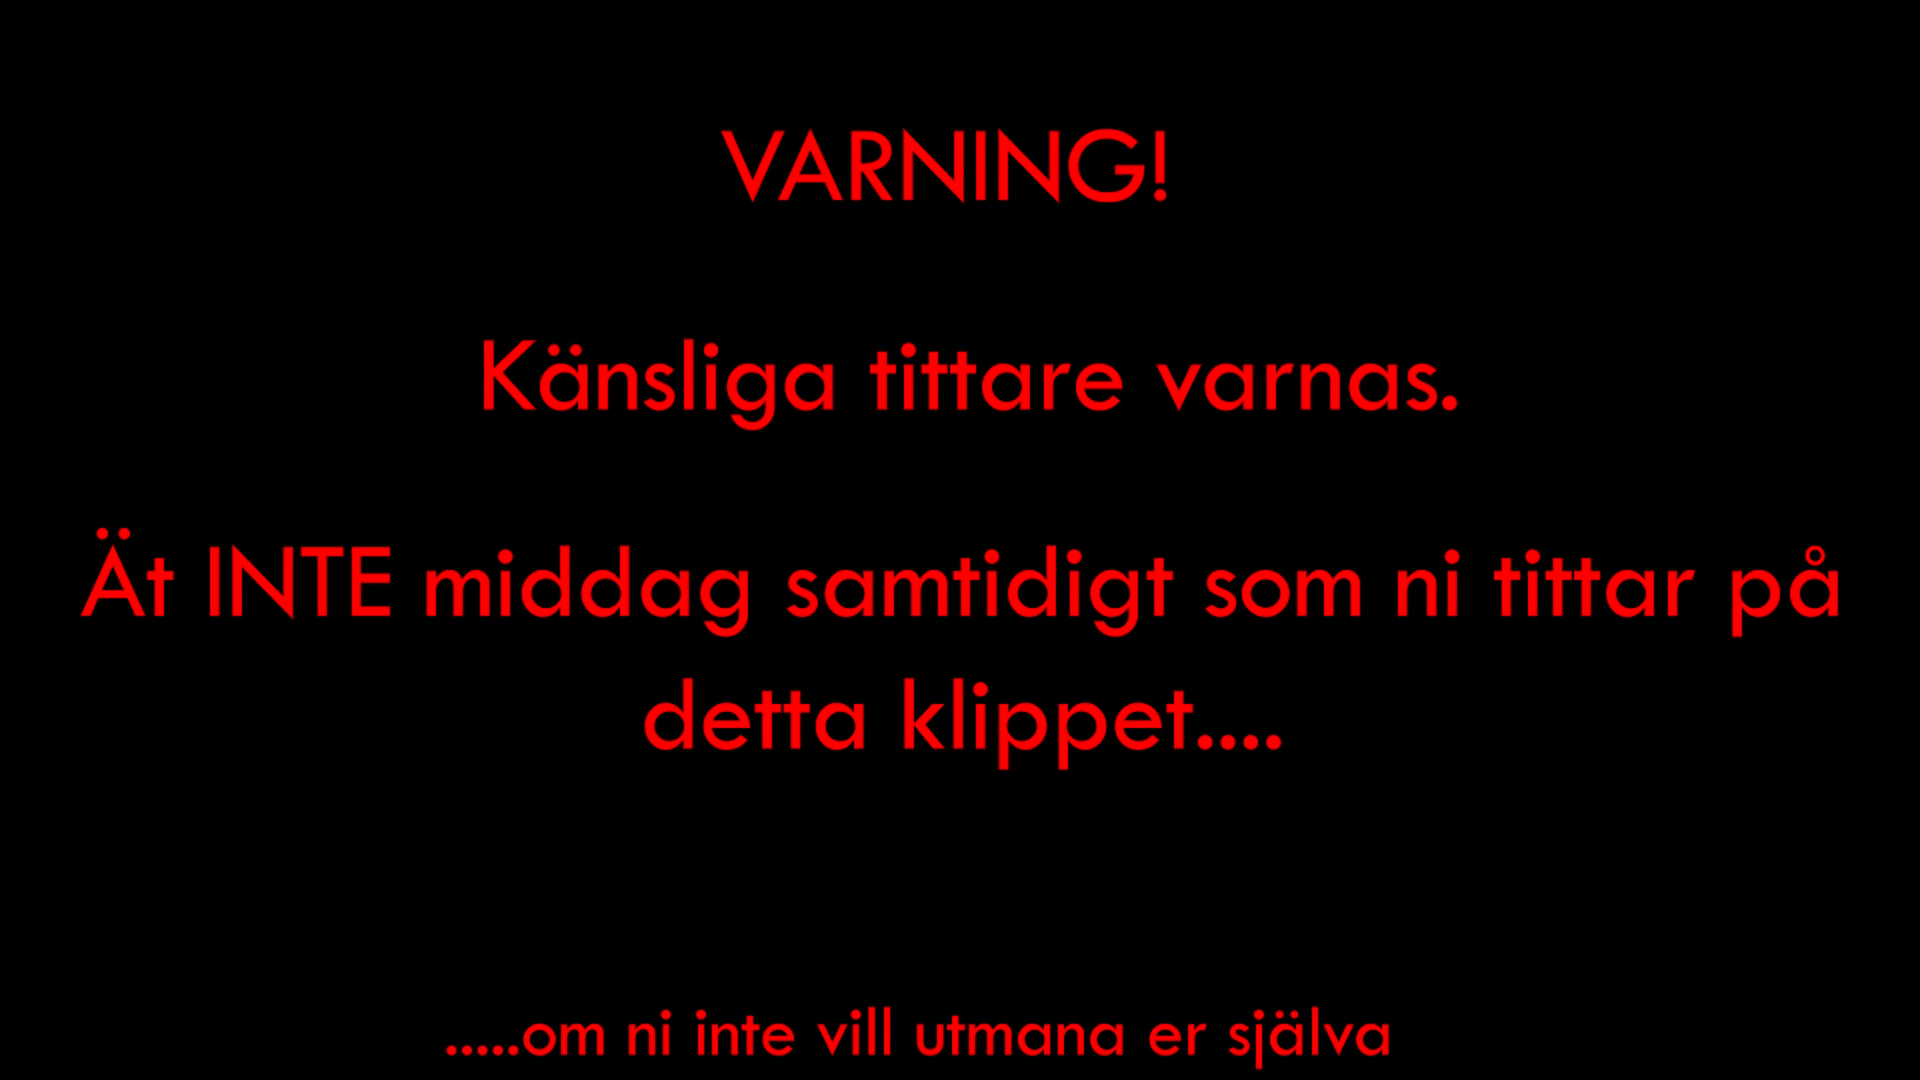 VARNING!
Känsliga tittare varnas.
Ät INTE middag samtidigt som ni tittar på
detta klippet....
.....om ni inte vill utmana er själva